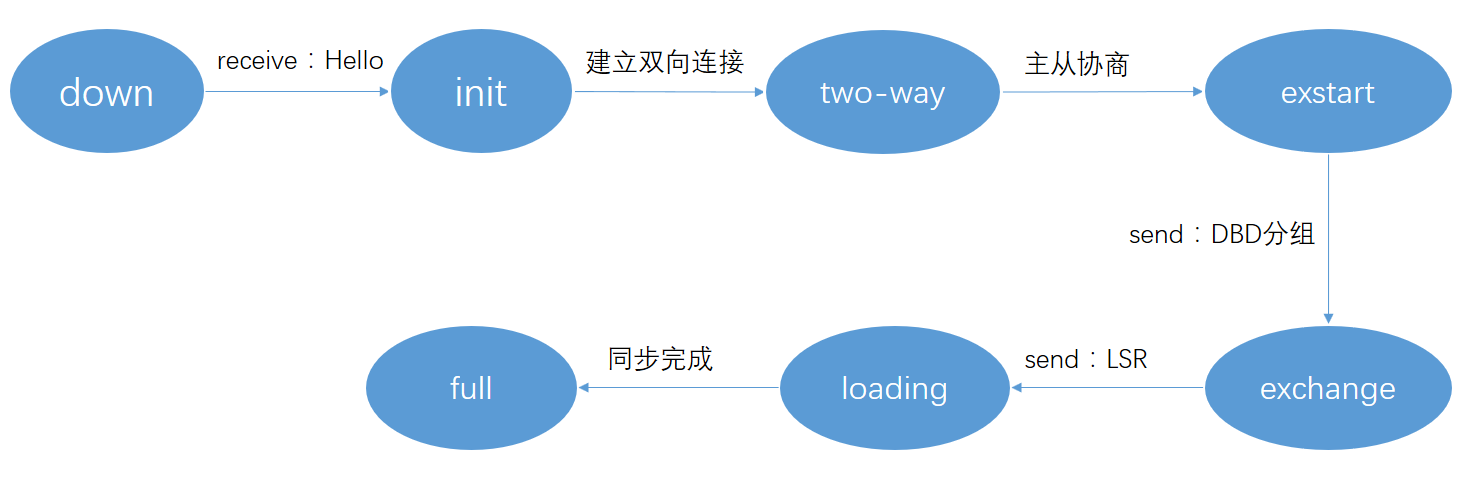 down
receive：Hello
init
建立双向连接
two-way
主从协商
exstart
send：DBD分组
exchange
send：LSR
loading
同步完成
full